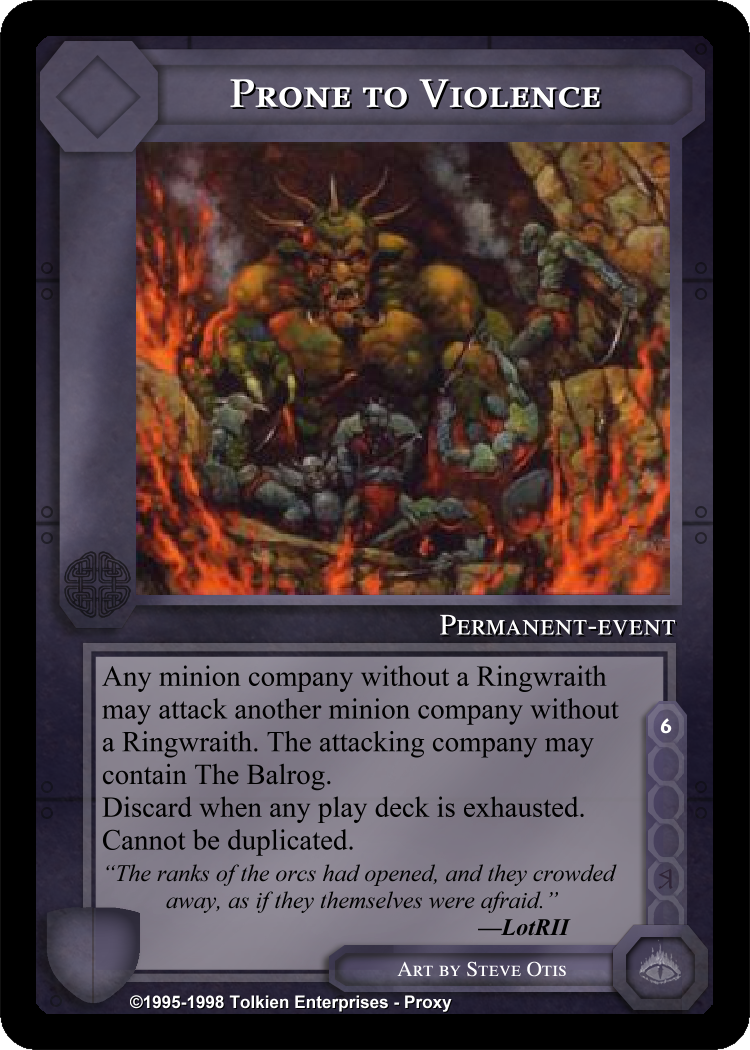 Prone to Violence
Permanent-event
Any minion company without a Ringwraith
may attack another minion company without
a Ringwraith. The attacking company may
contain The Balrog.
Discard when any play deck is exhausted.
Cannot be duplicated.
6
“The ranks of the orcs had opened, and they crowded
away, as if they themselves were afraid.”
—LotRII
Art by Steve Otis
©1995-1998 Tolkien Enterprises - Proxy